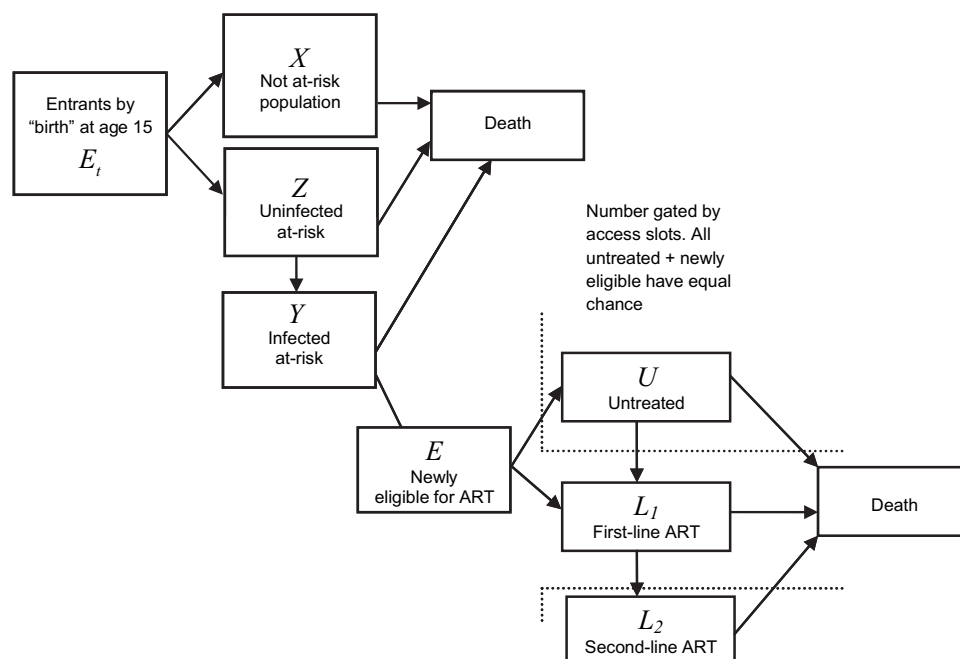 Entrants by
“birth” at age 15
E_t
X
Not at-risk
population
Death
Z
Uninfected
at-risk
Number gated by
access slots. All
untreated + newly
eligible have equal
chance
Y
Infected
at-risk
U
Untreated
E
Newly
eligible for ART
L_1
First-line ART
Death
L_2
Second-line ART